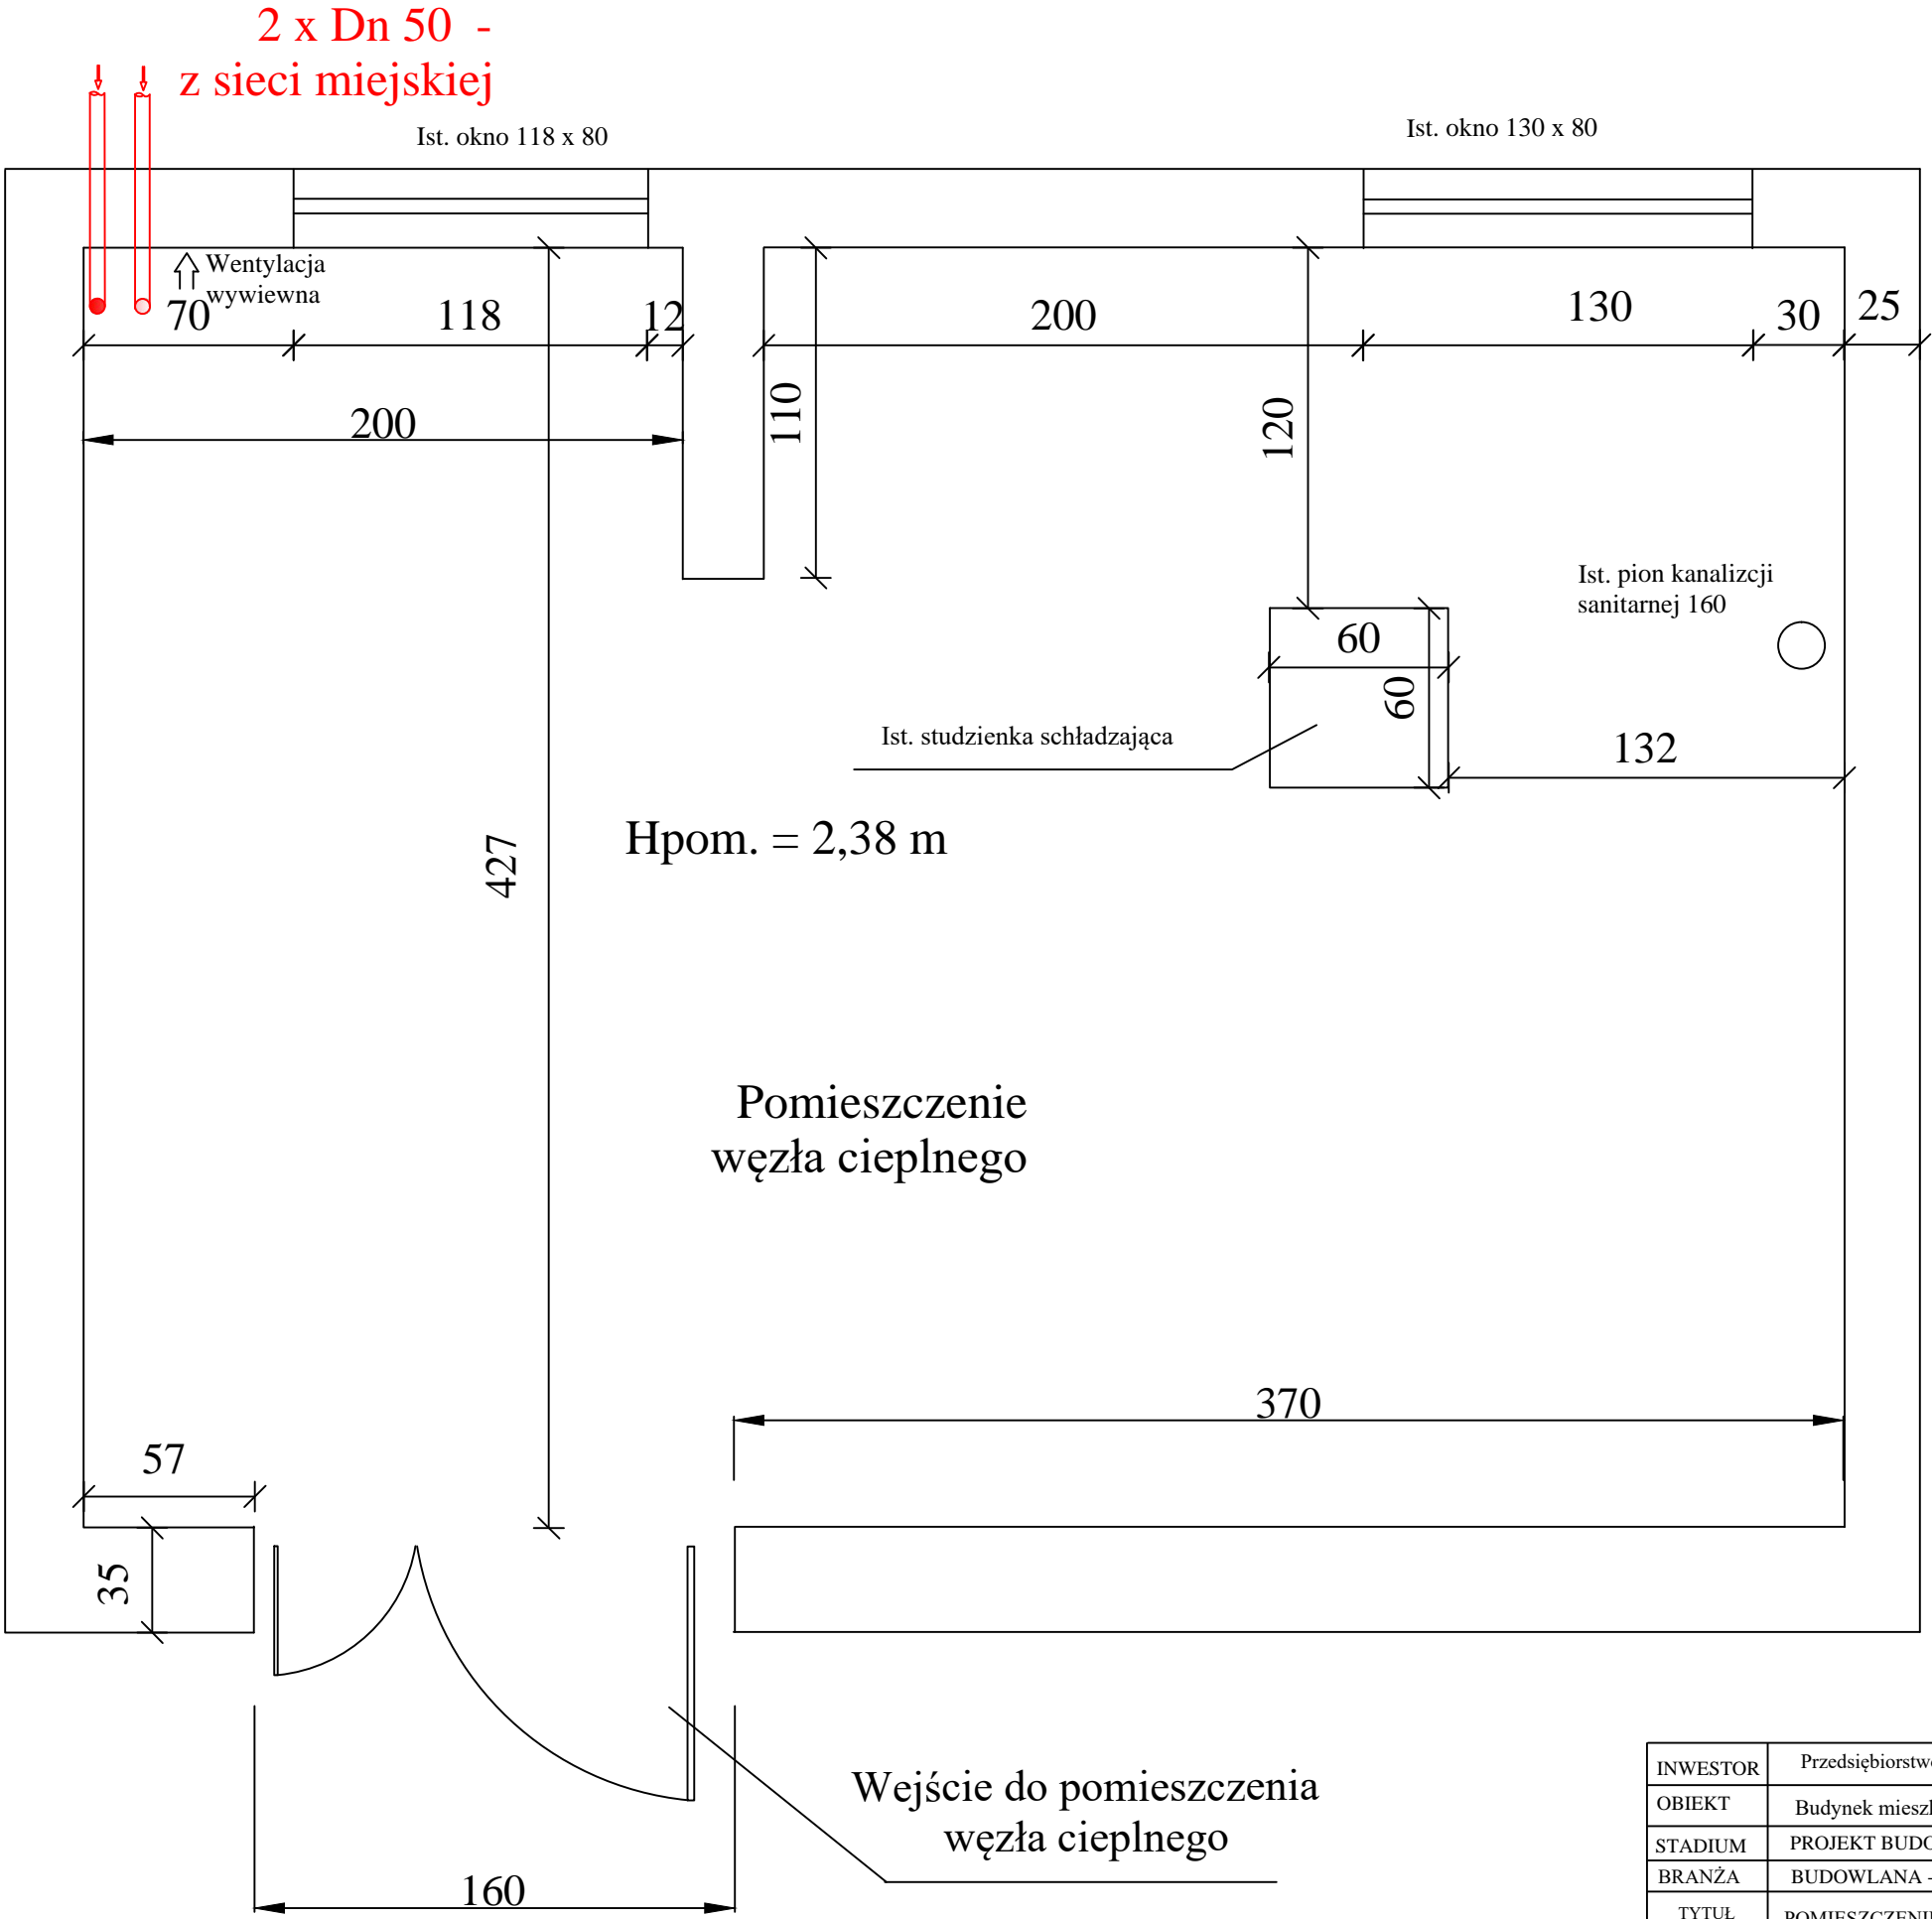 2 x Dn 50 -
z sieci miejskiej
Ist. okno 118 x 80
Ist. okno 130 x 80
Wentylacja
wywiewna
70
118
12
200
130
30
25
200
110
120
Ist. pion kanalizcji
sanitarnej 160
60
60
Ist. studzienka schładzająca
132
Hpom. = 2,38 m
427
Pomieszczenie
węzła cieplnego
370
57
35
Wejście do pomieszczenia
węzła cieplnego
160
INWESTOR
OBIEKT
Budynek
STADIUM PROJEKT
BRANŻA BUDOWLANA -
TYTUŁ